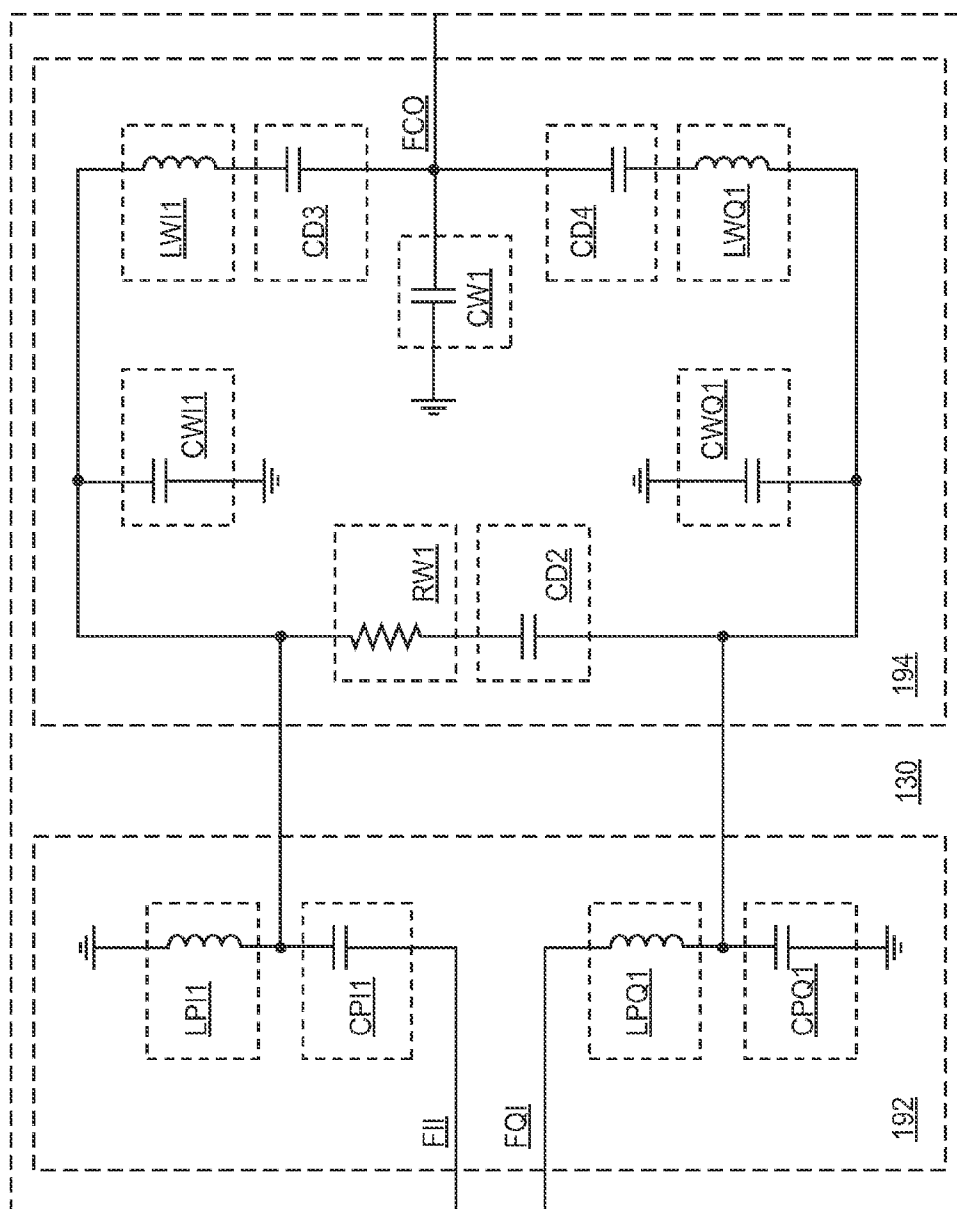 FCO
LWI1
CD3
CD4
LWQ1
CW1
CWI1
CWQ1
RW1
CD2
194
130
LPI1
CPI1
LPQ1
CPQ1
FII
FQI
192